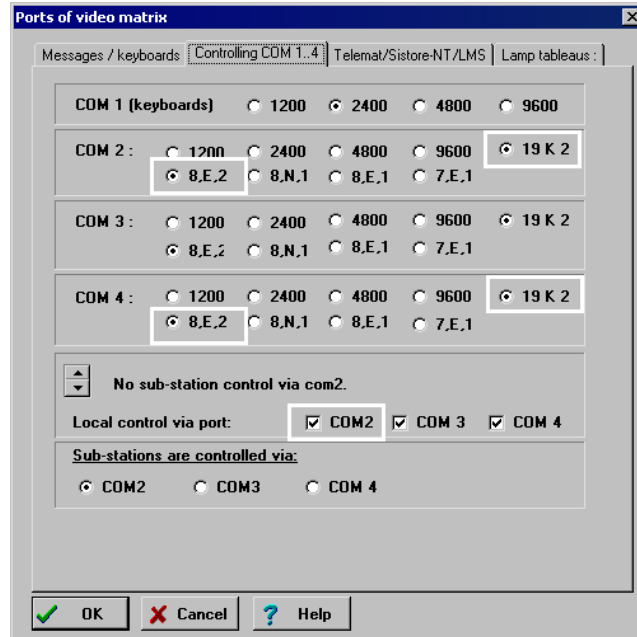 Ports of video matrix
Messages / keyboards Controlling COM 1..4 Telemat/Sistore-NT/LMS Lamp tableaus :
COM 1 (keyboards) 1200 2400 4800 9600
COM 2 : 1200 2400 4800 9600 19 K 2
8,E,2 8,N,1 8,E,1 7,E,1
COM 3 : 1200 2400 4800 9600 19 K 2
8,E,2 8,N,1 8,E,1 7,E,1
COM 4 : 1200 2400 4800 9600 19 K 2
8,E,2 8,N,1 8,E,1 7,E,1
No sub-station control via com2.
Local control via port: COM2 COM 3 COM 4
Sub-stations are controlled via:
COM2 COM3 COM 4
OK Cancel Help